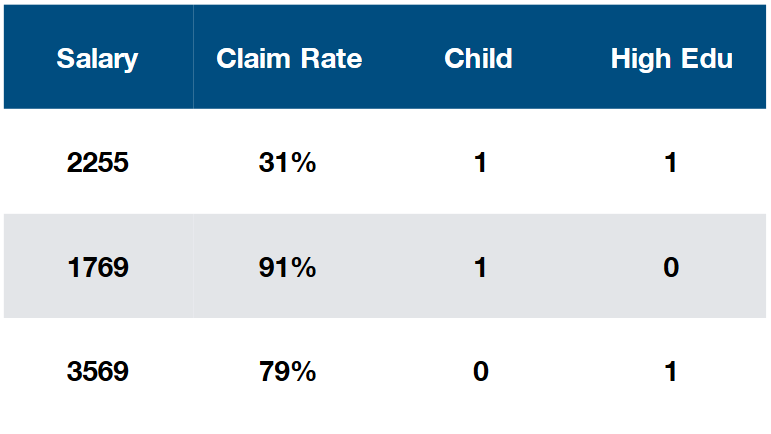 Salary Claim Rate Child High Edu
2255 31% 1 1
1769 91% 1 0
3569 79% 0 1